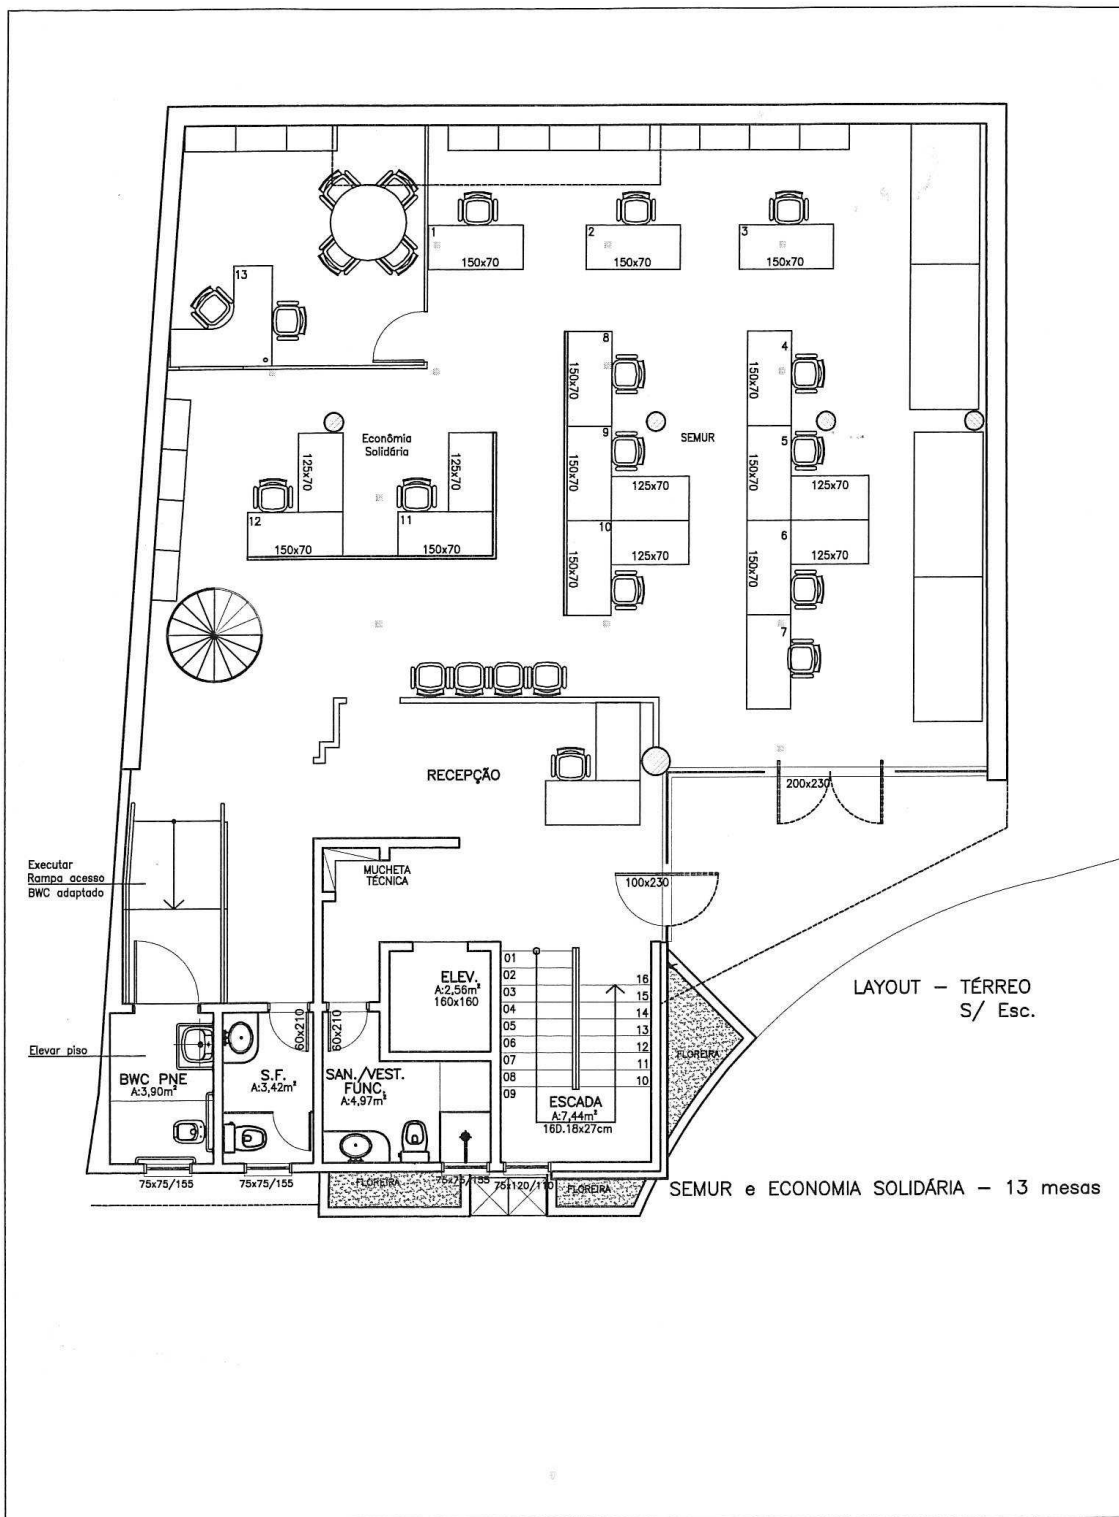 1
2
3
150x70
150x70
150x70
13
8
150x70
4
150x70
Econômia
Solidária
SEMUR
9
150x70
5
150x70
125x70
125x70
125x70
125x70
12
150x70
11
150x70
10
150x70
125x70
6
150x70
125x70
7
RECEPÇÃO
200x230
Executar
Rampa acesso
BWC adaptado
MUCHETA
TÉCNICA
100x230
ELEV.
A:2,56m²
160x160
01
02
03
04
05
06
07
08
09
16
15
14
13
12
11
10
LAYOUT – TÉRREO
S/ Esc.
Elevar piso
BWC PNE
A:3,90m²
60x210
S.F.
A:3,42m²
60x210
SAN./VEST.
FUNC.
A:4,97m²
ESCADA
A:7,44m²
16D.18x27cm
FLOREIRA
75x75/155
75x75/155
FLOREIRA
75x75/155
75x120/110
FLOREIRA
SEMUR e ECONOMIA SOLIDÁRIA – 13 mesas